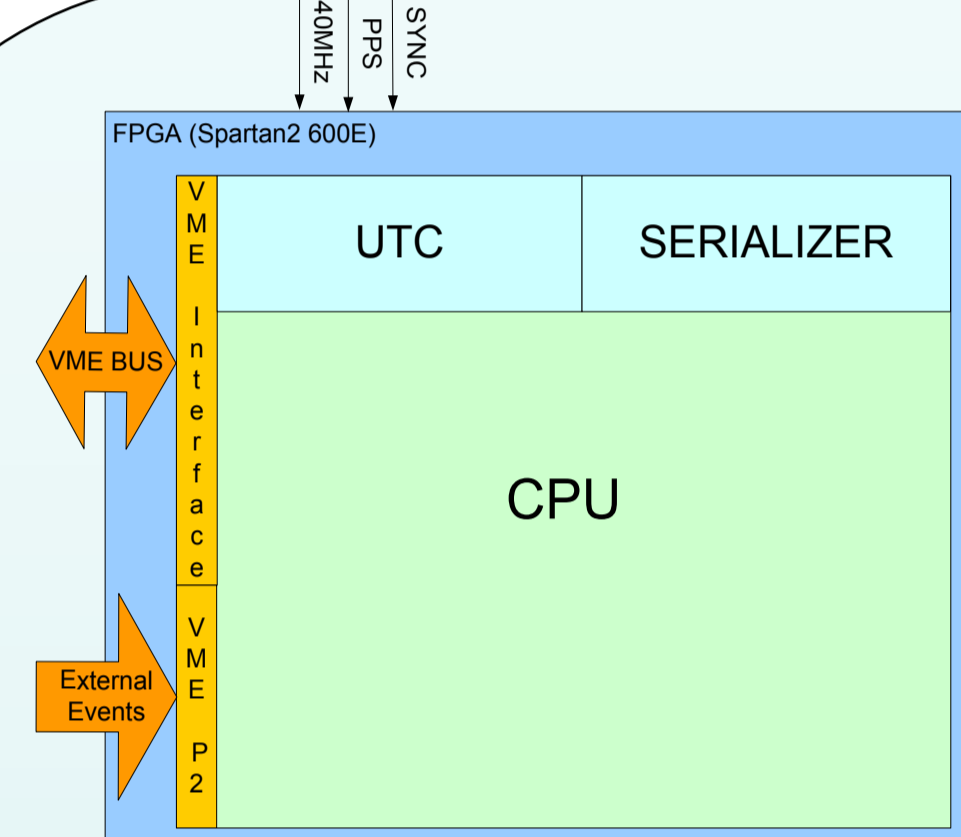 40MHz
PPS
SYNC
FPGA (Spartan2 600E)
VME Interface
UTC
SERIALIZER
VME BUS
CPU
External
Events
VME P2